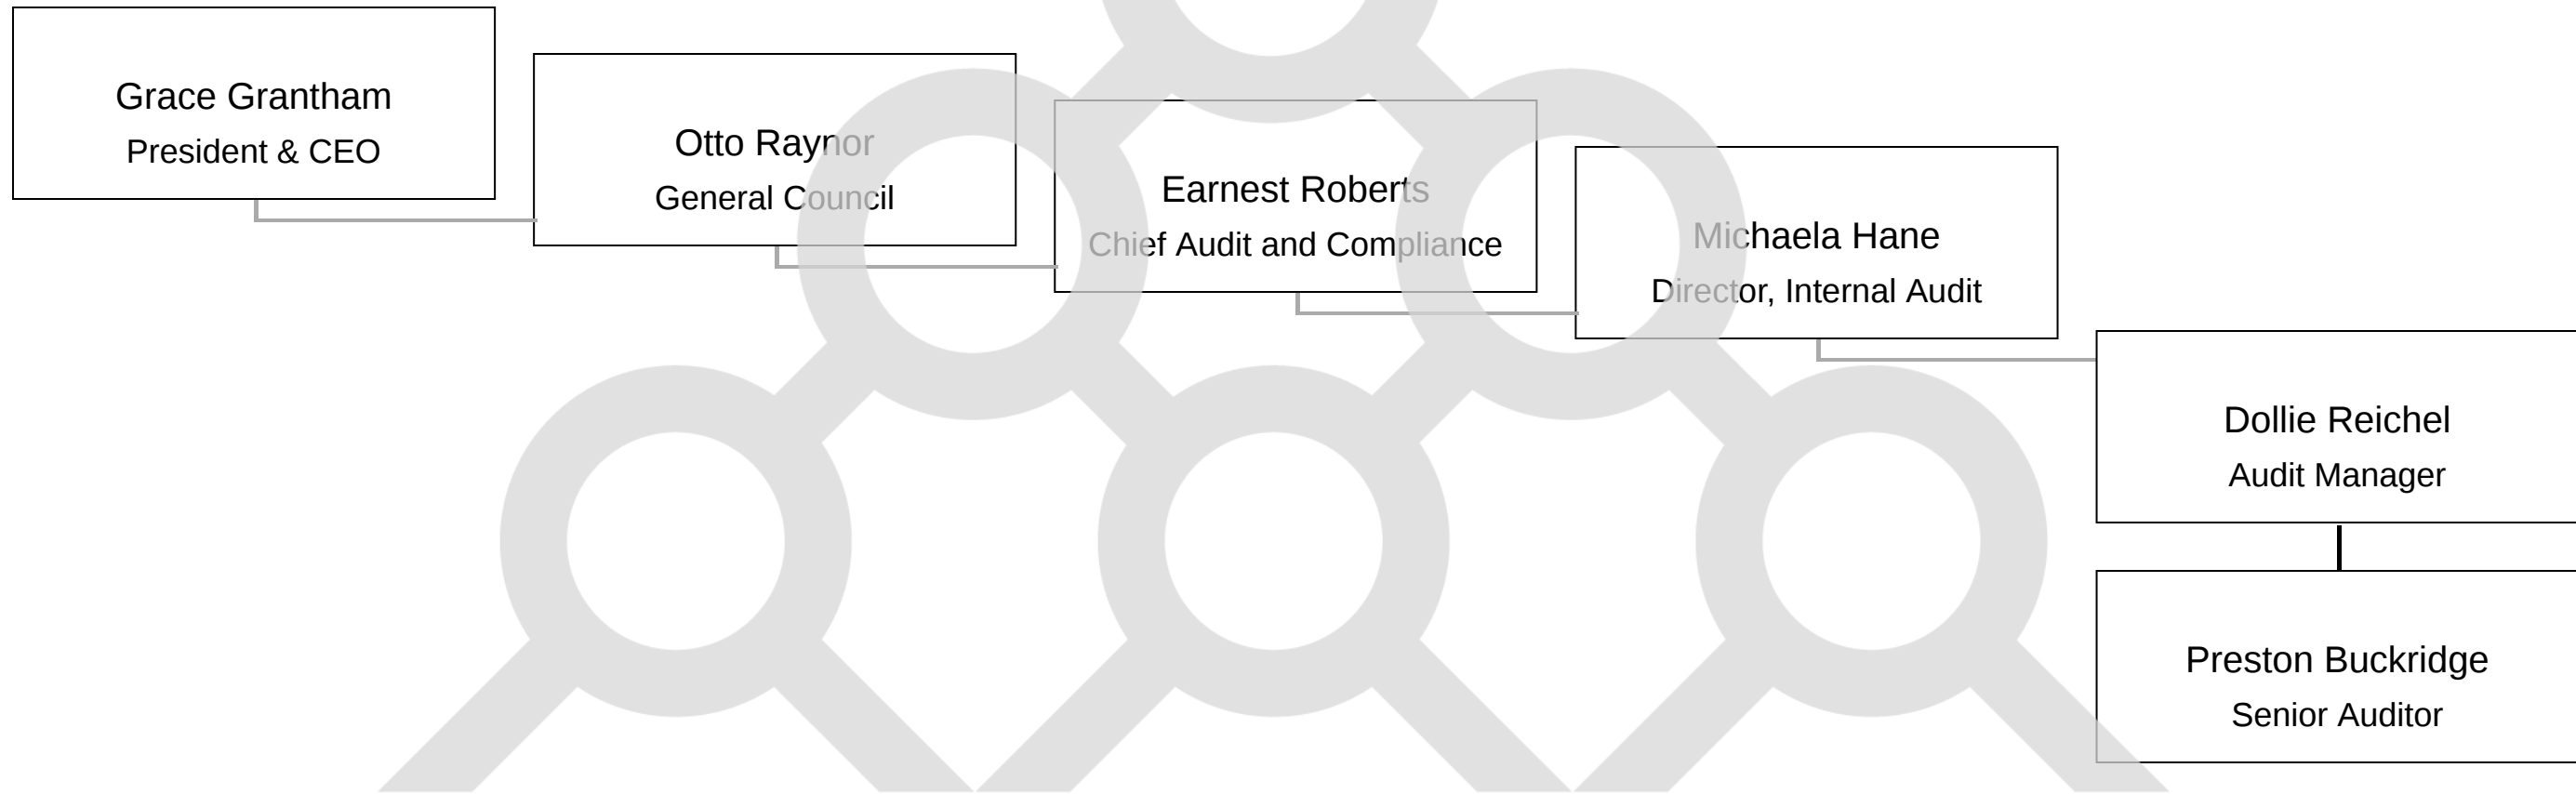 Grace Grantham
President & CEO
Otto Raynor
General Council
Earnest Roberts
Chief Audit and Compliance
Michaela Hane
Director, Internal Audit
Dollie Reichel
Audit Manager
Preston Buckridge
Senior Auditor